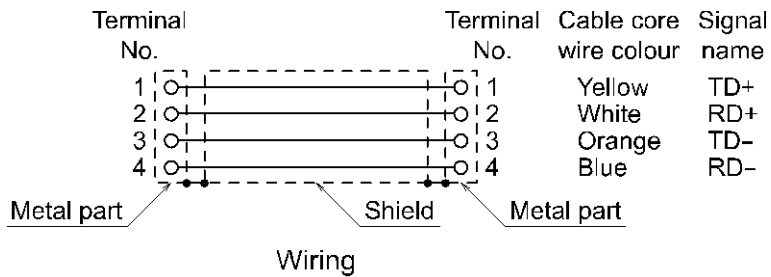 Terminal Terminal Cable core Signal
No. No. wire colour name
1 1 Yellow TD+
2 2 White RD+
3 3 Orange TD−
4 4 Blue RD−
Metal part Shield Metal part
Wiring